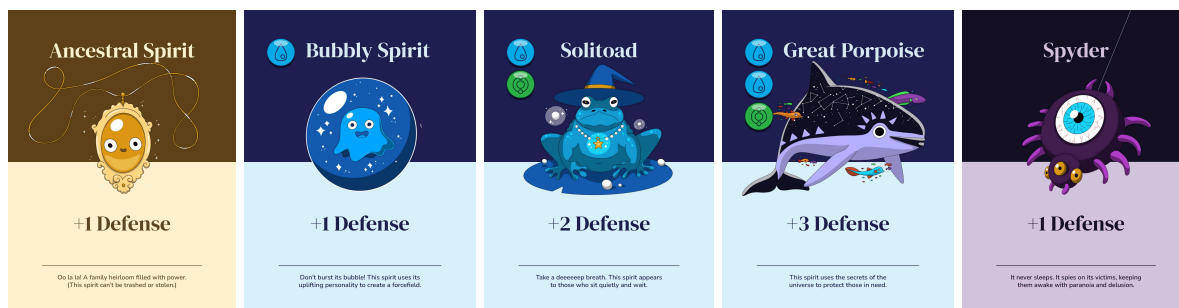 Ancestral Spirit
+1 Defense
Oo la la! A family heirloom filled with power.
(This spirit can't be trashed or stolen.)
Bubbly Spirit
+1 Defense
Don't burst its bubble! This spirit uses its
uplifting personality to create a forcefield.
Solitoad
+2 Defense
Take a deeeeeep breath. This spirit appears
to those who sit quietly and wait.
Great Porpoise
+3 Defense
This spirit uses the secrets of the
universe to protect those in need.
Spyder
+1 Defense
It never sleeps. It spies on its victims, keeping
them awake with paranoia and delusion.